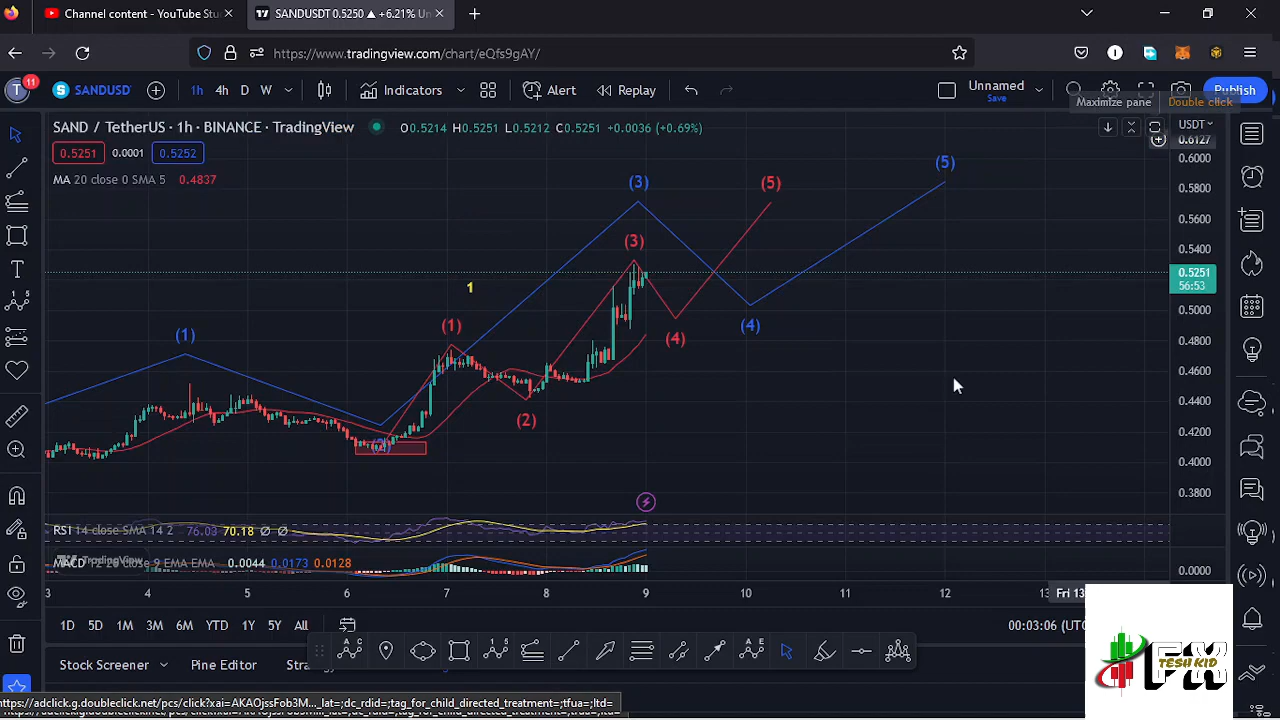 Channel content - YouTube Stu
SANDUSDT 0.5250 ▲ +6.21% Un
https://www.tradingview.com/chart/eQfs9gAY/
T
11
SANDUSD
1h 4h D W
Indicators
Alert
Replay
Unnamed
Save
Publish
Maximize pane Double click
SAND / TetherUS · 1h · BINANCE · TradingView
O0.5214 H0.5251 L0.5212 C0.5251 +0.0036 (+0.69%)
USDT
0.5251 0.0001 0.5252
MA 20 close 0 SMA 5 0.4837
0.6127
0.6000
0.5800
0.5600
0.5400
0.5251
56:53
0.5000
0.4800
0.4600
0.4400
0.4200
0.4000
0.3800
(5)
(3)
(5)
(3)
1
(1)
(1)
(4)
(4)
(2)
(2)
RSI 14 close SMA 14 2 76.03 70.18 Ø Ø
TradingView
MACD 12 26 close 9 EMA EMA 0.0044 0.0173 0.0128
0.0000
3 4 5 6 7 8 9 10 11 12 13 Fri 13
1D 5D 1M 3M 6M YTD 1Y 5Y All
00:03:06 (UTC
Stock Screener
Pine Editor
Strateg
https://adclick.g.doubleclick.net/pcs/click?xai=AKAOjssFob3M..._lat=;dc_rdid=;tag_for_child_directed_treatment=;tfua=;ltd=
FX
TESH KID